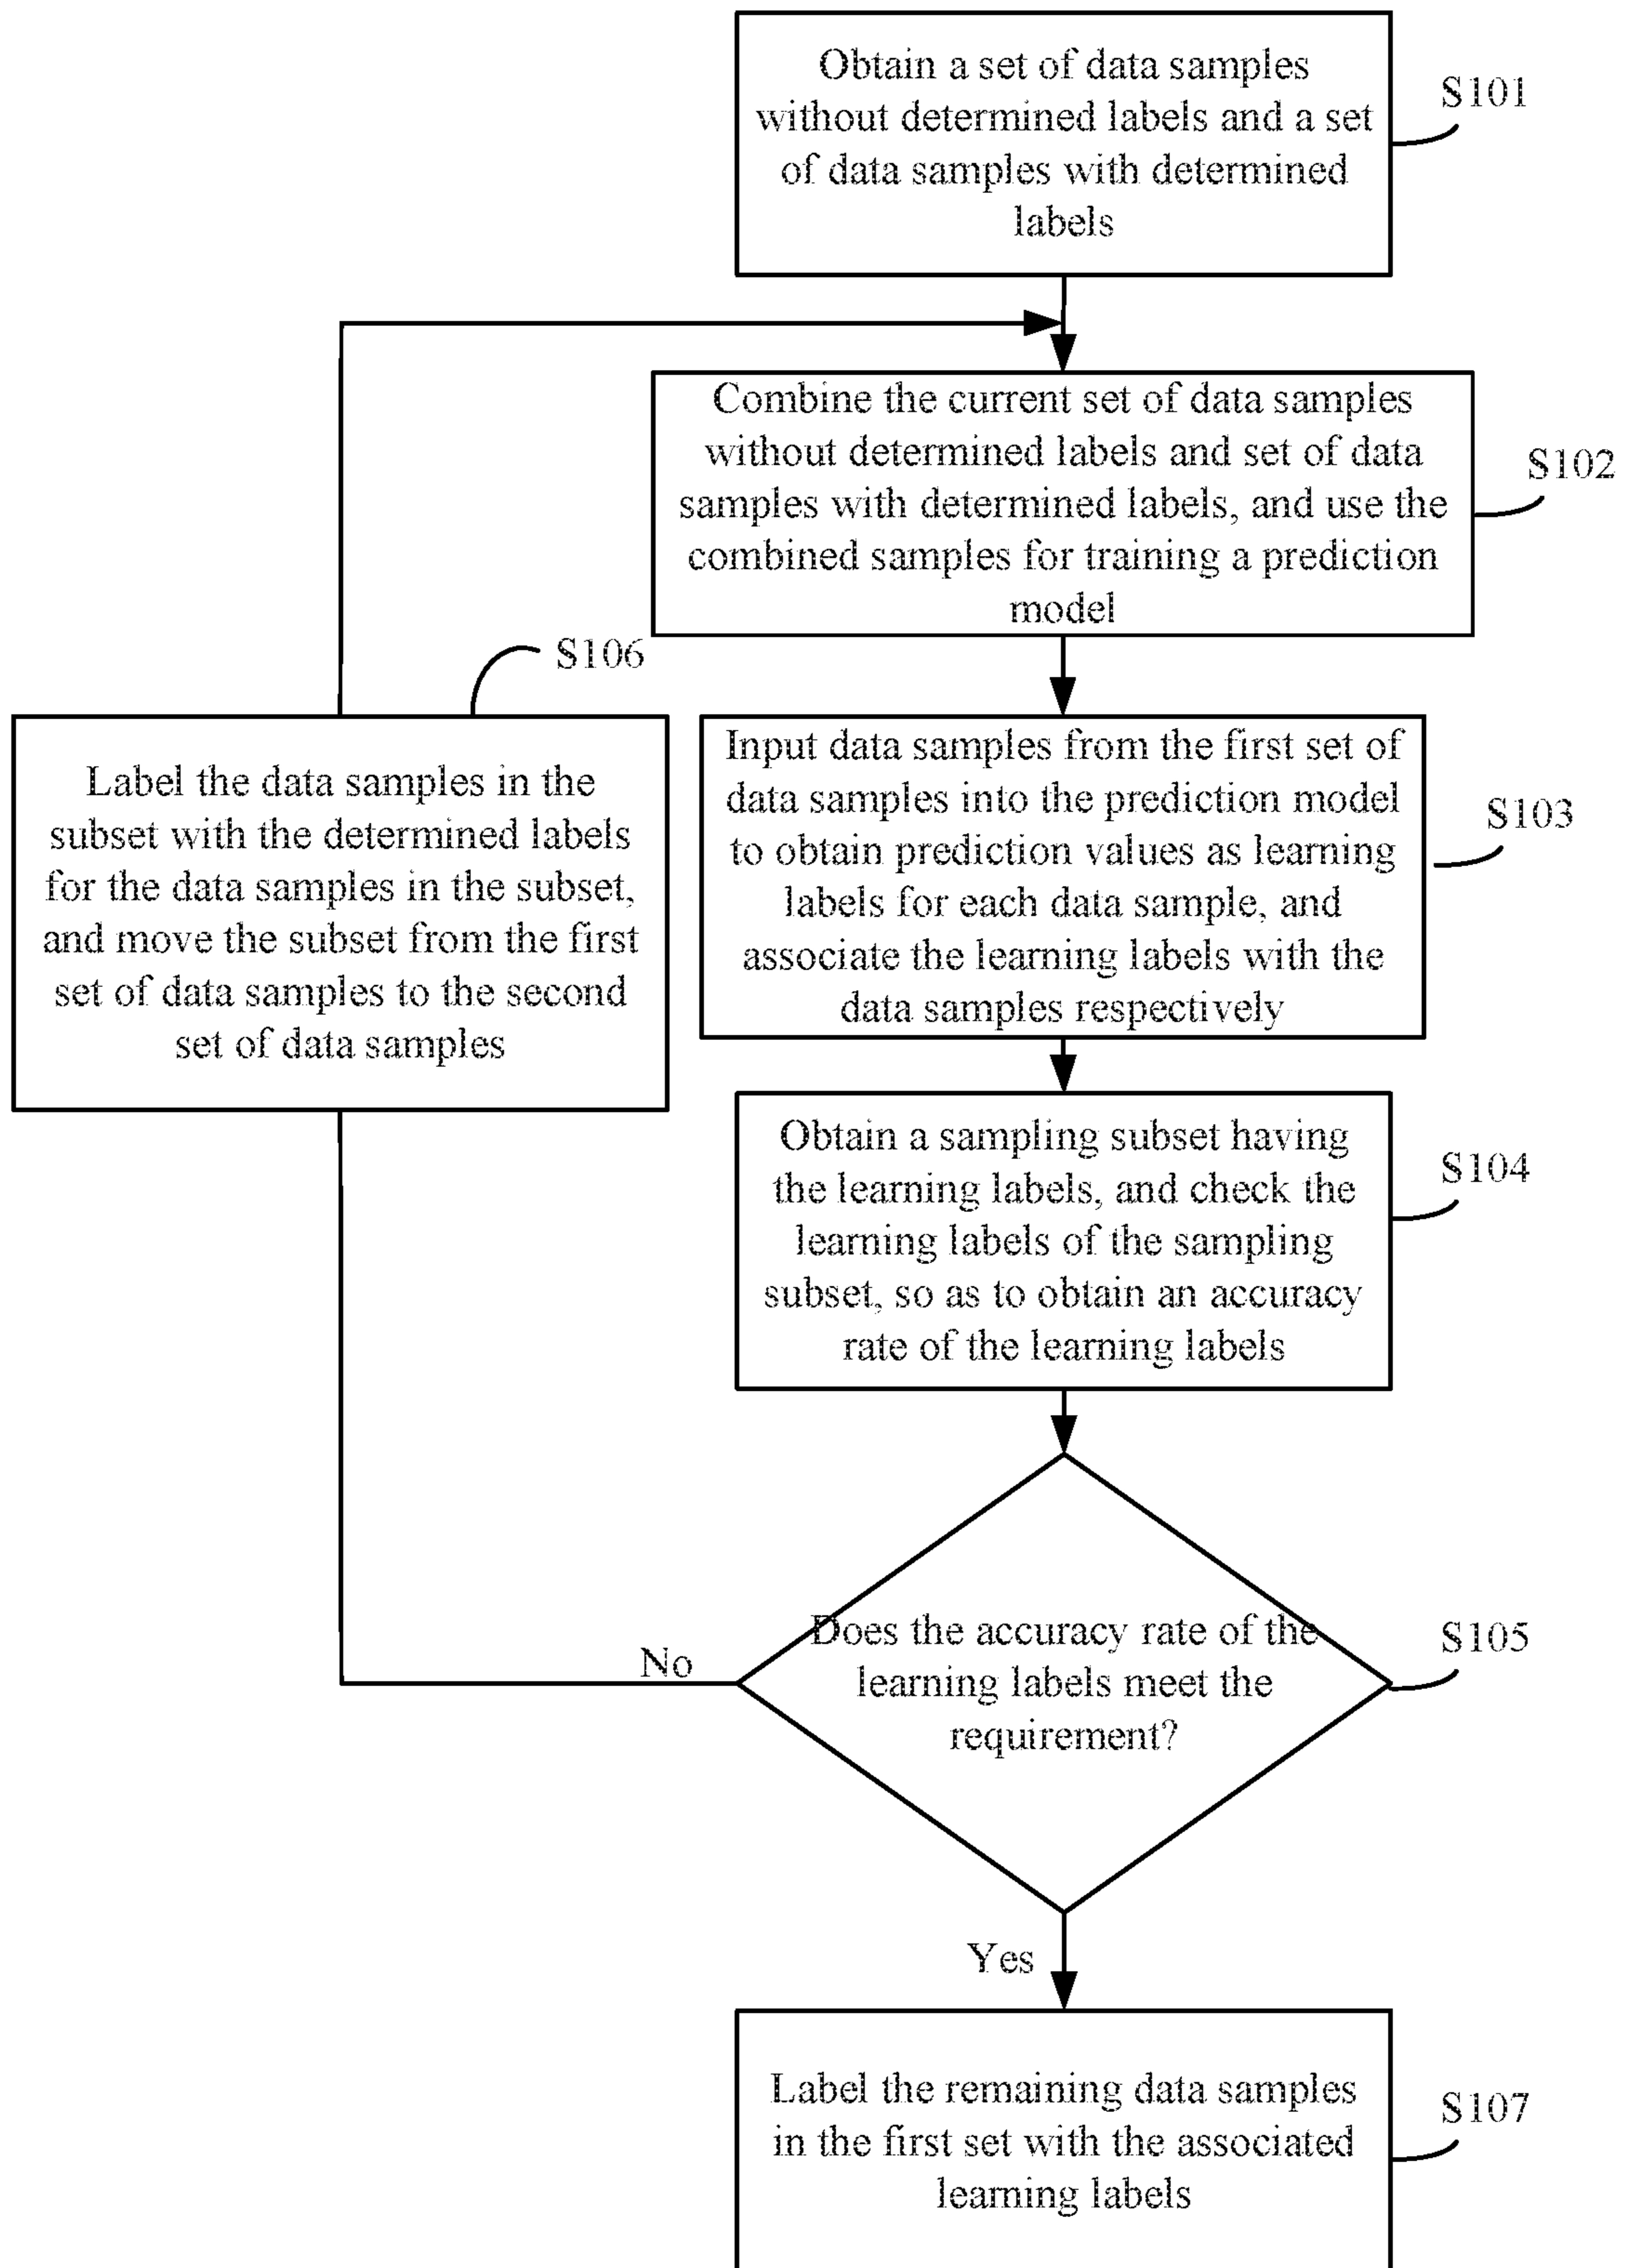 Obtain a set of data samples
without determined labels and a set
of data samples with determined
labels
S101
Combine the current set of data samples
without determined labels and set of data
samples with determined labels, and use the
combined samples for training a prediction
model
S102
S106
Label the data samples in the
subset with the determined labels
for the data samples in the subset,
and move the subset from the first
set of data samples to the second
set of data samples
Input data samples from the first set of
data samples into the prediction model
to obtain prediction values as learning
labels for each data sample, and
associate the learning labels with the
data samples respectively
S103
Obtain a sampling subset having
the learning labels, and check the
learning labels of the sampling
subset, so as to obtain an accuracy
rate of the learning labels
S104
Does the accuracy rate of the
learning labels meet the
requirement?
S105
No
Yes
Label the remaining data samples
in the first set with the associated
learning labels
S107